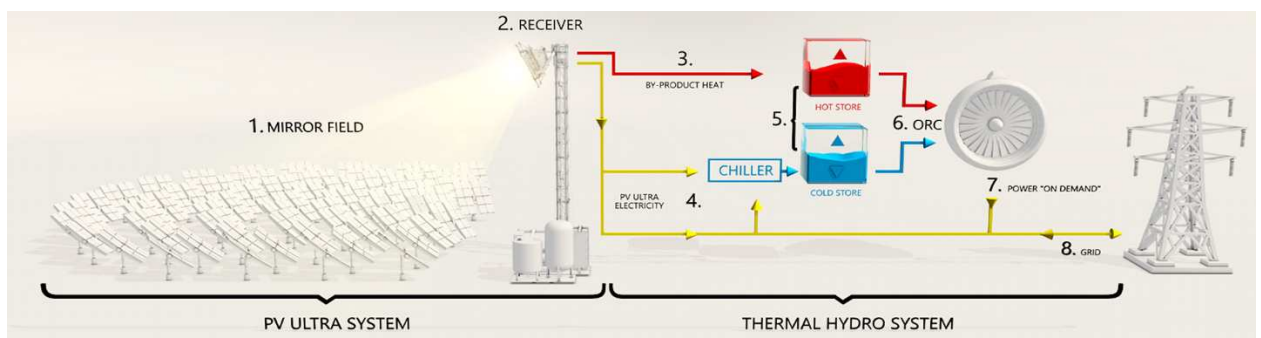 2. RECEIVER
3.
BY-PRODUCT HEAT
HOT STORE
1. MIRROR FIELD
5.
6. ORC
CHILLER
COLD STORE
PV ULTRA
ELECTRICITY
4.
7. POWER "ON DEMAND"
8. GRID
PV ULTRA SYSTEM
THERMAL HYDRO SYSTEM